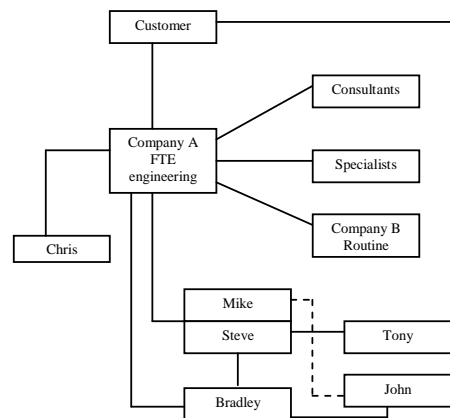 Customer
Consultants
Company A
FTE
engineering
Specialists
Company B
Routine
Chris
Mike
Steve
Tony
John
Bradley